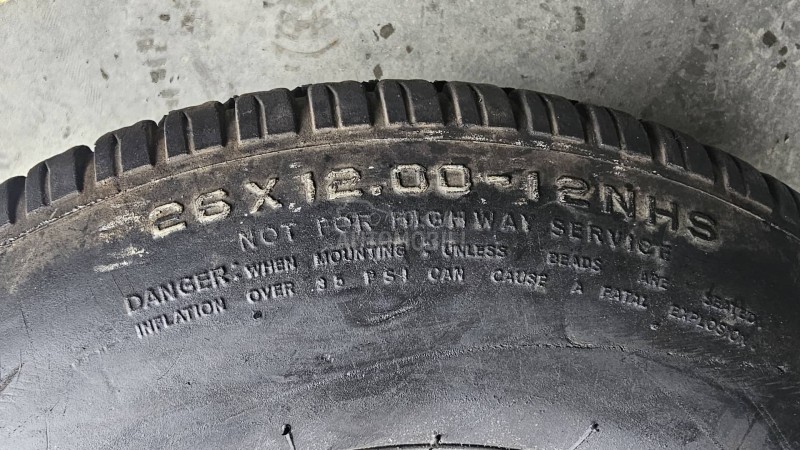 26X12.00-12NHS
NOT FOR HIGHWAY SERVICE
DANGER: WHEN MOUNTING - UNLESS BEADS ARE SEATED,
INFLATION OVER 35 PSI CAN CAUSE A FATAL EXPLOSION.